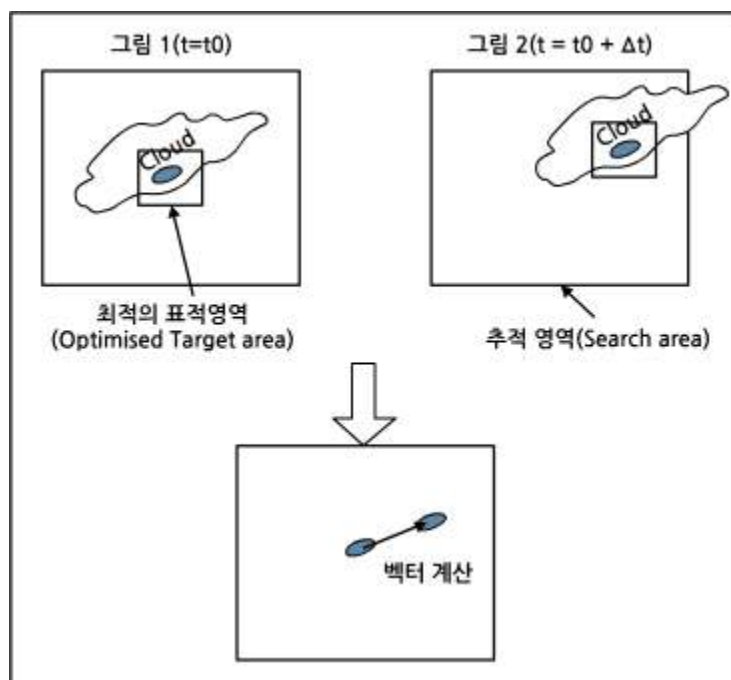 그림 1(t=t0)
그림 2(t = t0 + Δt)
Cloud
Cloud
최적의 표적영역
(Optimised Target area)
추적 영역(Search area)
벡터 계산